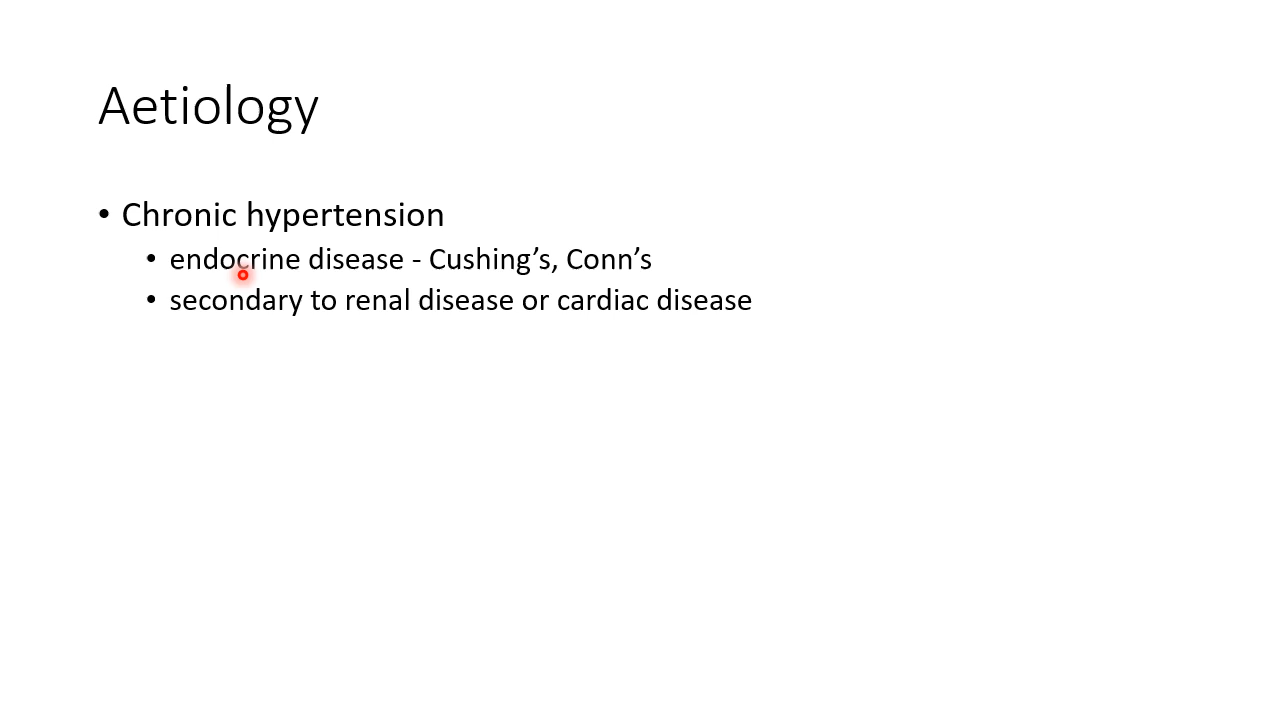 Aetiology
• Chronic hypertension
• endocrine disease - Cushing’s, Conn’s
• secondary to renal disease or cardiac disease